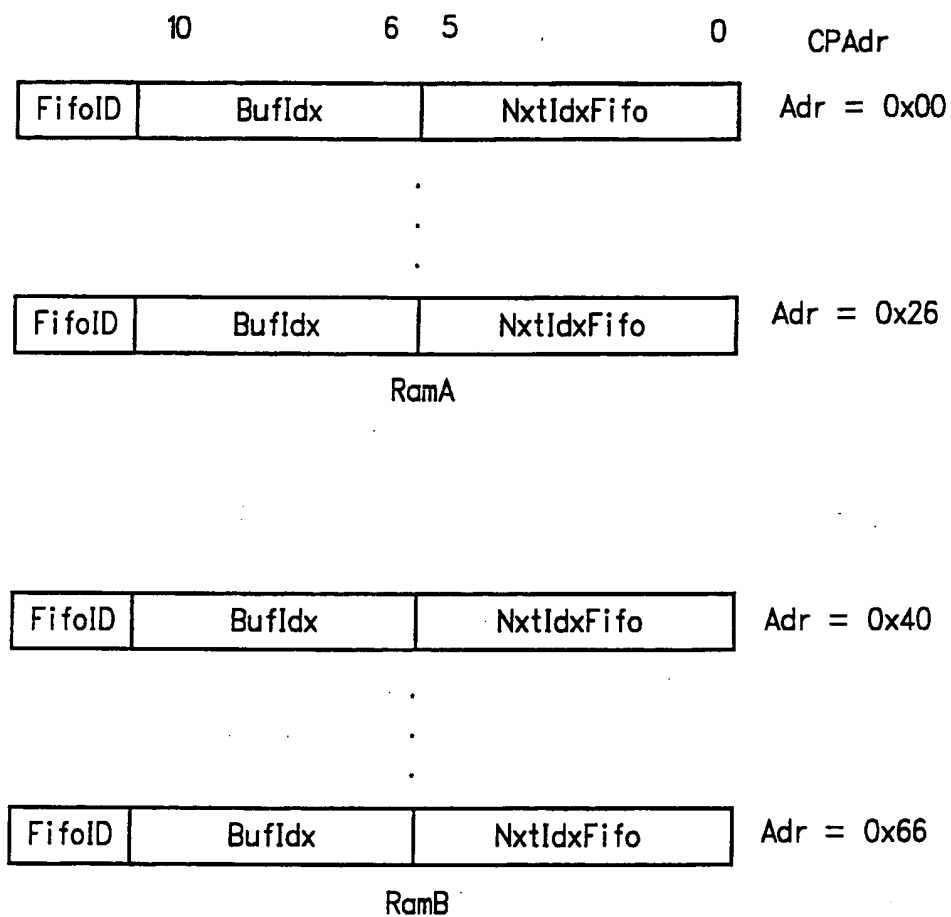 10 6 5 0 CPAdr
FifoID BufIdx NxtIdxFifo Adr = 0x00
FifoID BufIdx NxtIdxFifo Adr = 0x26
RamA
FifoID BufIdx NxtIdxFifo Adr = 0x40
FifoID BufIdx NxtIdxFifo Adr = 0x66
RamB